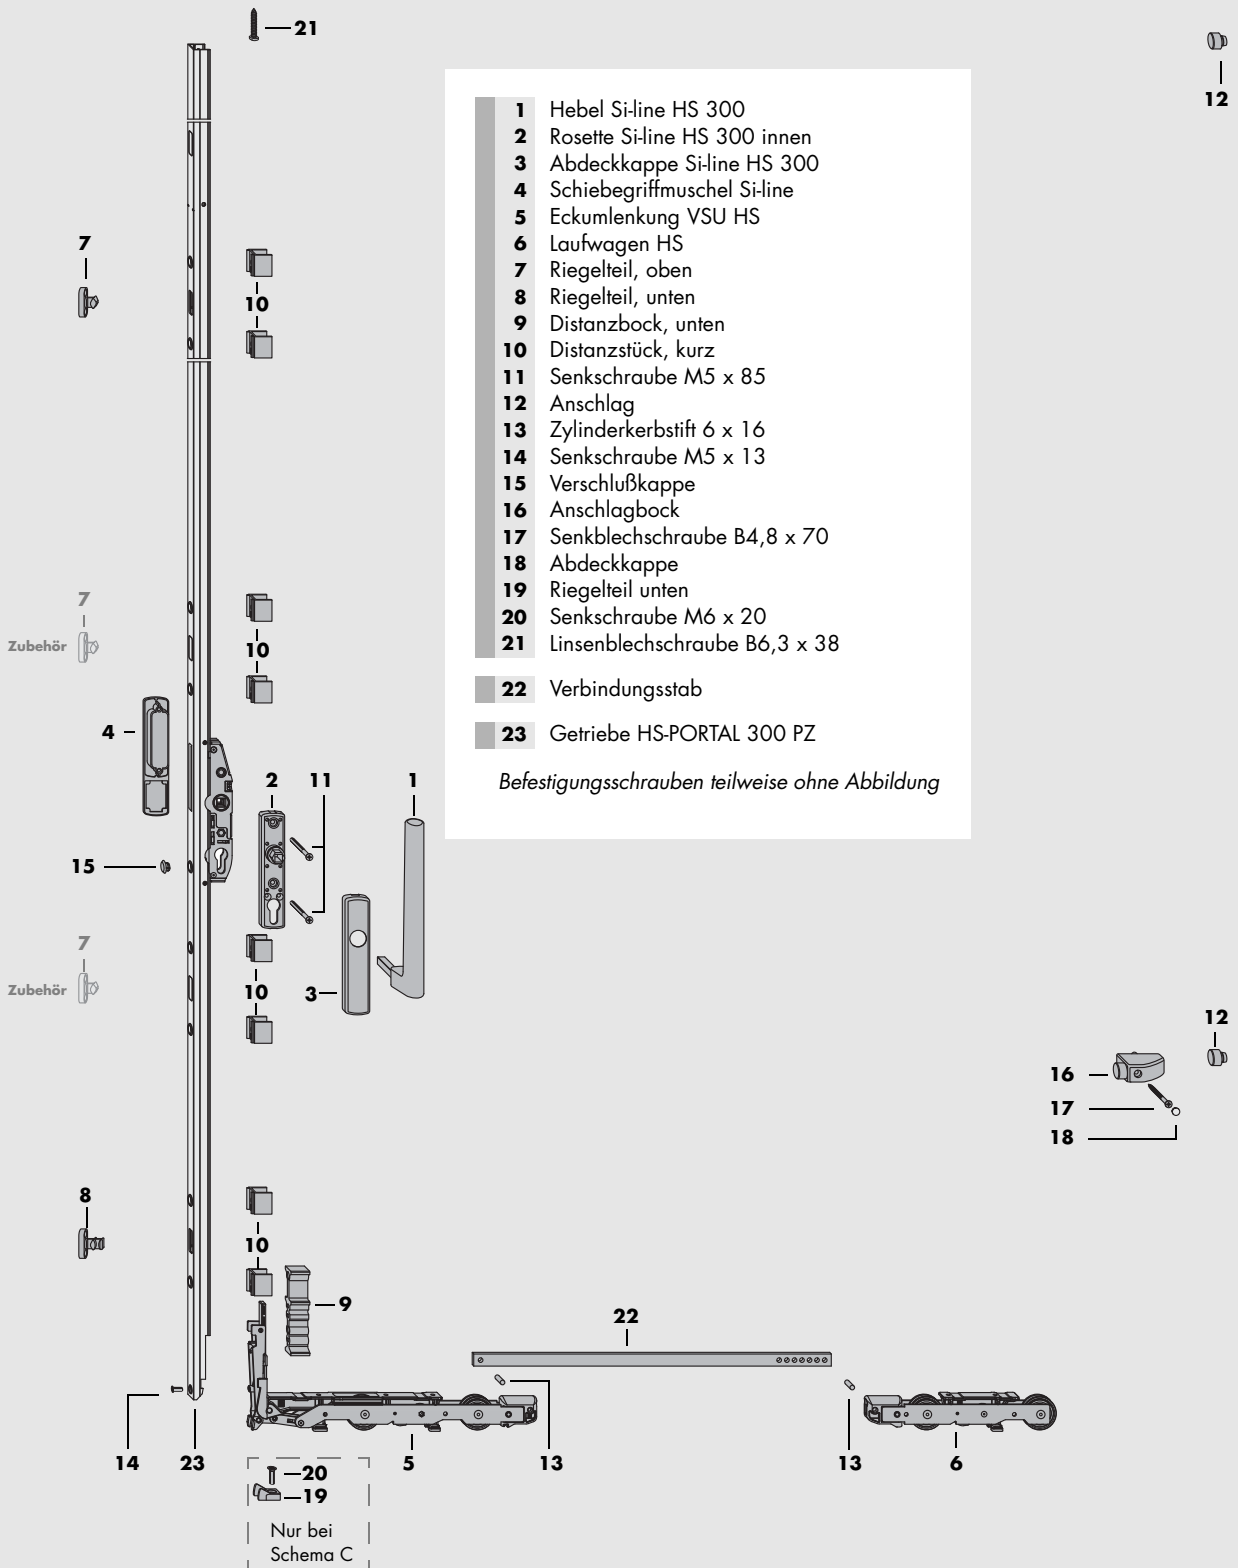 21
12
1 Hebel Si-line HS 300
2 Rosette Si-line HS 300 innen
3 Abdeckkappe Si-line HS 300
4 Schiebegriffmuschel Si-line
5 Eckumlenkung VSU HS
6 Laufwagen HS
7 Riegelteil, oben
8 Riegelteil, unten
9 Distanzbock, unten
10 Distanzstück, kurz
11 Senkschraube M5 x 85
12 Anschlag
13 Zylinderkerbstift 6 x 16
14 Senkschraube M5 x 13
15 Verschlußkappe
16 Anschlagbock
17 Senkblechschraube B4,8 x 70
18 Abdeckkappe
19 Riegelteil unten
20 Senkschraube M6 x 20
21 Linsenblechschraube B6,3 x 38
22 Verbindungsstab
23 Getriebe HS-PORTAL 300 PZ
Befestigungsschrauben teilweise ohne Abbildung
7
10
7
Zubehör
10
4
2 11 1
15
7
Zubehör
10
3
12
16
17
18
8
10
9
22
14 23 5 13 13 6
20
19
Nur bei
Schema C